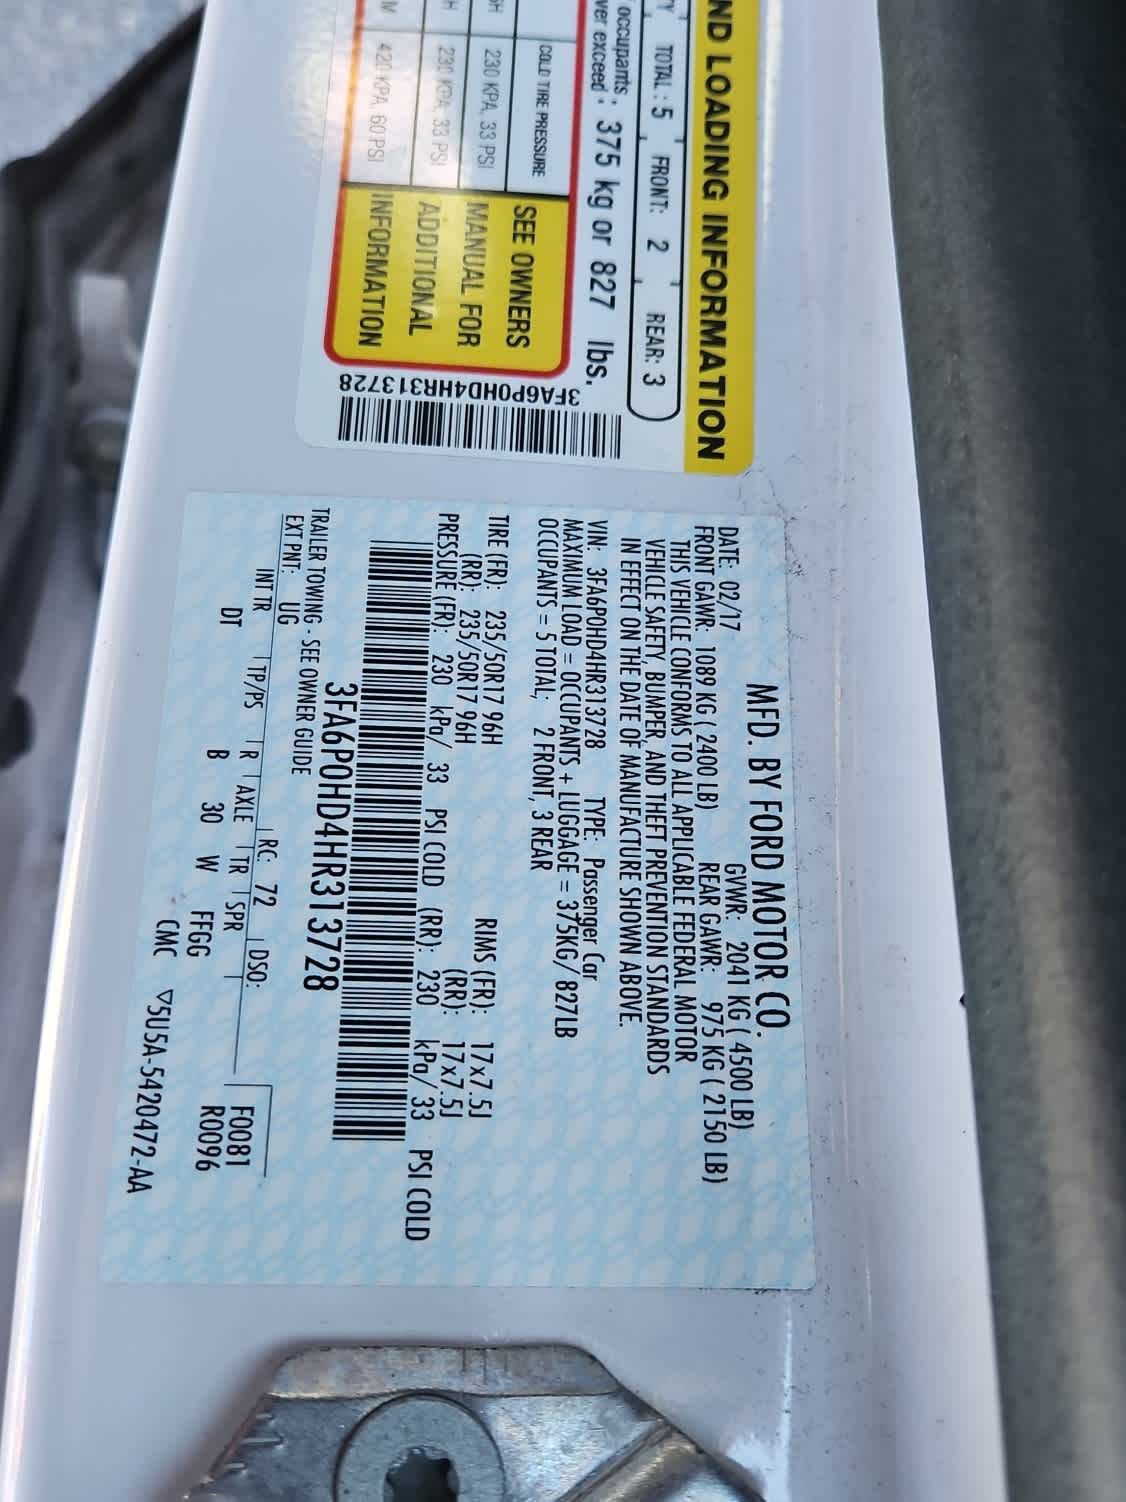 ND LOADING INFORMATION
TOTAL: 5 FRONT: 2 REAR: 3
occupants
ver exceed 375 kg or 827 lbs.
COLD TIRE PRESSURE
230 KPA, 33 PSI
230 KPA, 33 PSI
420 KPA, 60 PSI
SEE OWNERS
MANUAL FOR
ADDITIONAL
INFORMATION
3FA6P0HD4HR313728
MFD. BY FORD MOTOR CO.
DATE: 02/17 GVWR: 2041 KG ( 4500 LB)
FRONT GAWR: 1089 KG ( 2400 LB) REAR GAWR: 975 KG ( 2150 LB)
THIS VEHICLE CONFORMS TO ALL APPLICABLE FEDERAL MOTOR
VEHICLE SAFETY, BUMPER, AND THEFT PREVENTION STANDARDS
IN EFFECT ON THE DATE OF MANUFACTURE SHOWN ABOVE.
VIN: 3FA6P0HD4HR313728 TYPE: Passenger Car
MAXIMUM LOAD = OCCUPANTS + LUGGAGE = 375KG/ 827LB
OCCUPANTS = 5 TOTAL; 2 FRONT, 3 REAR
TIRE (FR): 235/50R17 96H RIMS (FR): 17x7.5J
(RR): 235/50R17 96H (RR): 17x7.5J
PRESSURE (FR): 230 kPa/ 33 PSI COLD (RR): 230 kPa/ 33 PSI COLD
3FA6P0HD4HR313728
TRAILER TOWING - SEE OWNER GUIDE
EXT PNT: UG RC: 72 DSO:
INT TR TP/PS R AXLE TR SPR F0081
DT B 30 W FFGG R0096
CMC ▽5U5A-5420472-AA